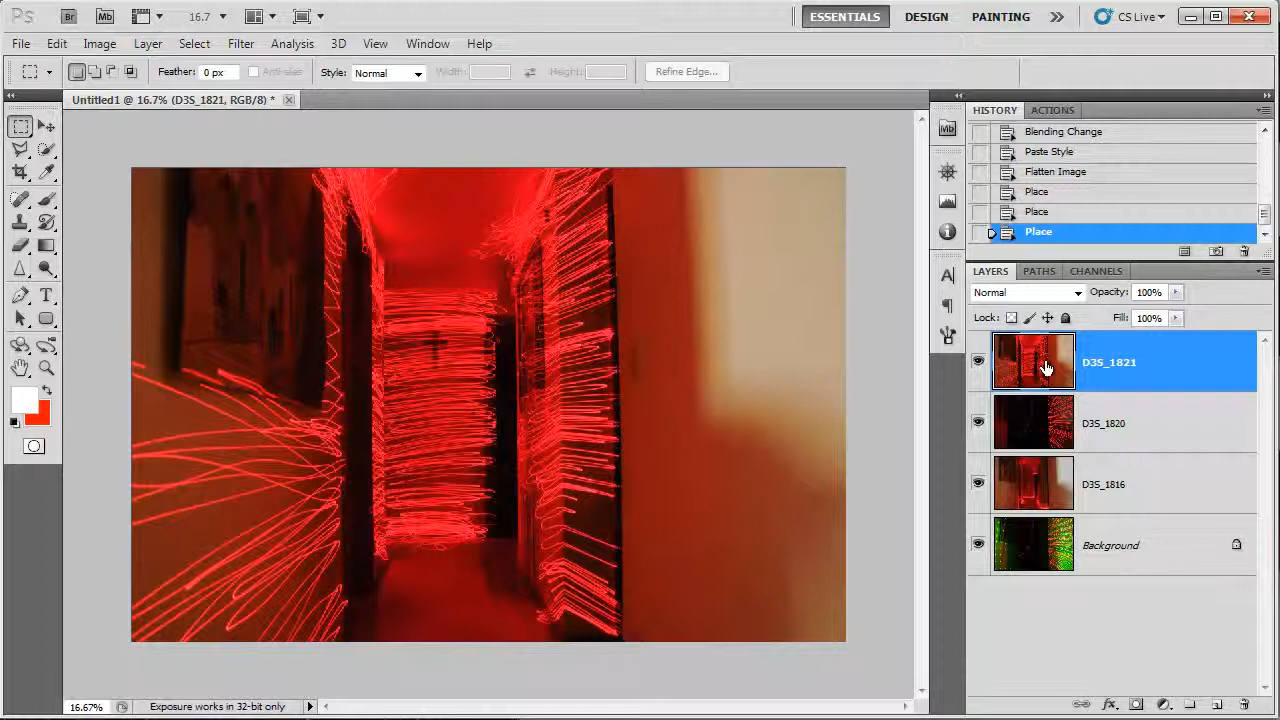 Ps Br Mb 16.7 ESSENTIALS DESIGN PAINTING CS Live
File Edit Image Layer Select Filter Analysis 3D View Window Help
Feather: 0 px Anti-alias Style: Normal Width: Height: Refine Edge...
Untitled1 @ 16.7% (D3S_1821, RGB/8) *
HISTORY ACTIONS
Blending Change
Paste Style
Flatten Image
Place
Place
Place
LAYERS PATHS CHANNELS
Normal Opacity: 100%
Lock: Fill: 100%
D3S_1821
D3S_1820
D3S_1816
Background
16.67% Exposure works in 32-bit only